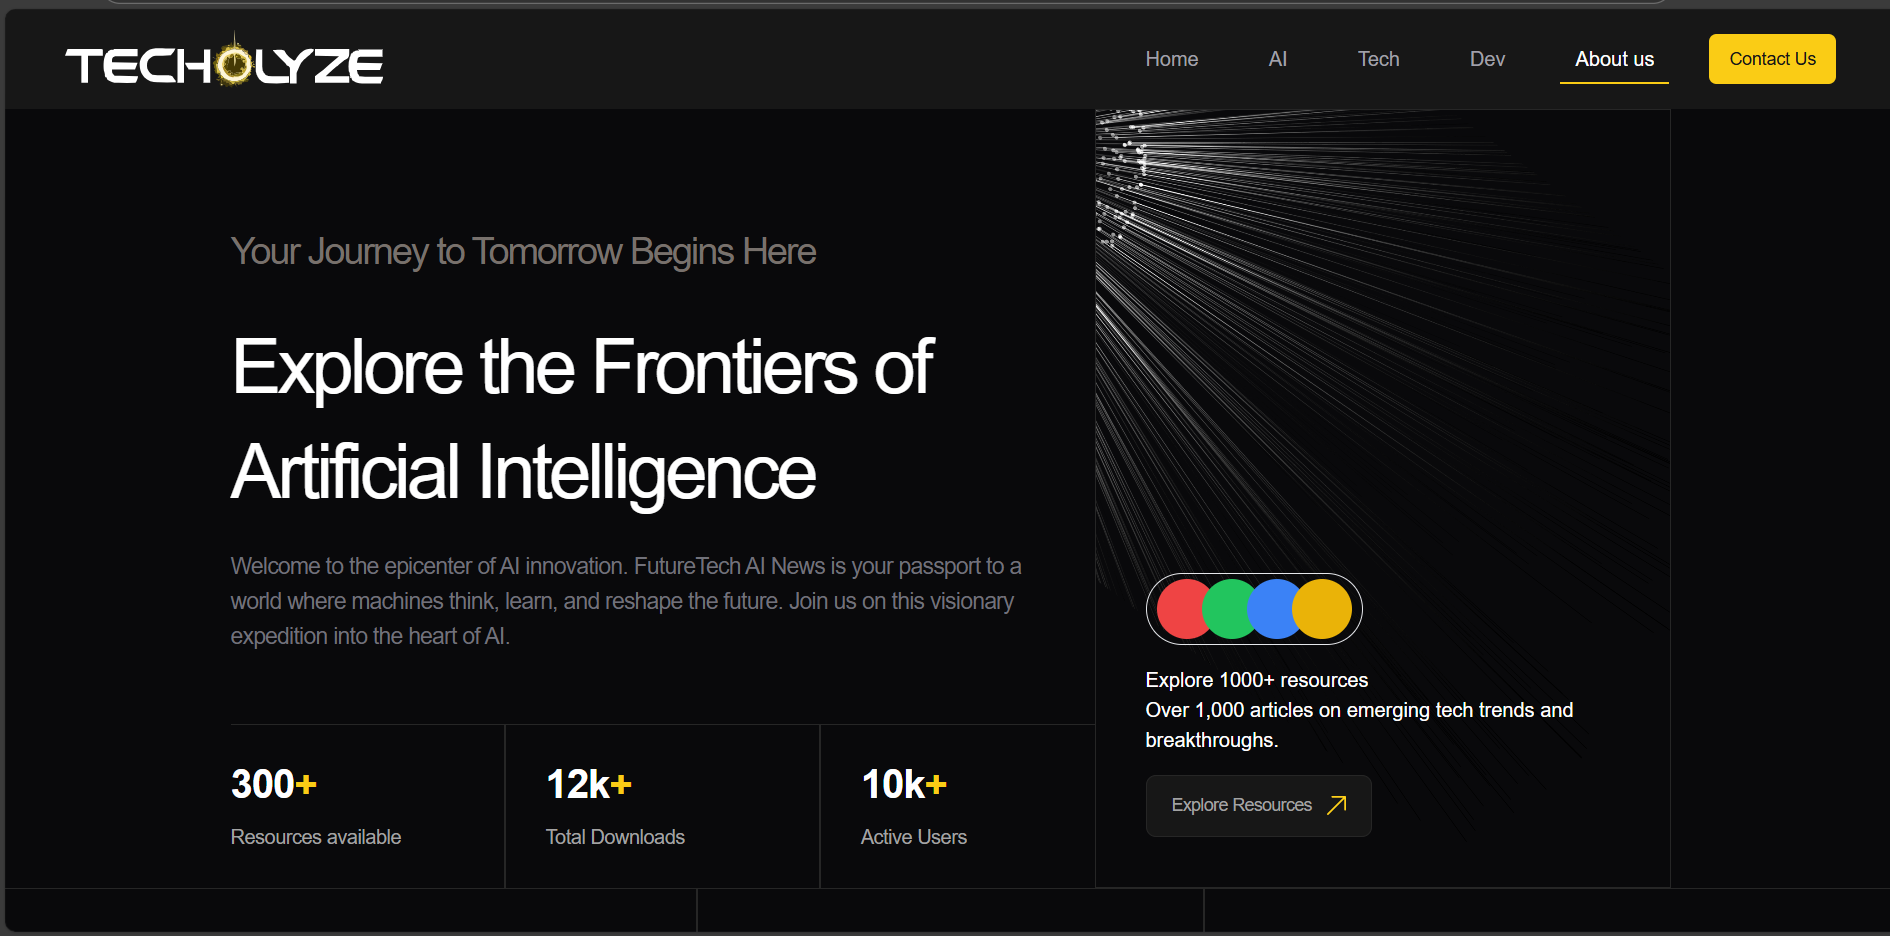 TECHOLYZE
Home
AI
Tech
Dev
About us
Contact Us
Your Journey to Tomorrow Begins Here
Explore the Frontiers of
Artificial Intelligence
Welcome to the epicenter of AI innovation. FutureTech AI News is your passport to a
world where machines think, learn, and reshape the future. Join us on this visionary
expedition into the heart of AI.
300+
Resources available
12k+
Total Downloads
10k+
Active Users
Explore 1000+ resources
Over 1,000 articles on emerging tech trends and
breakthroughs.
Explore Resources